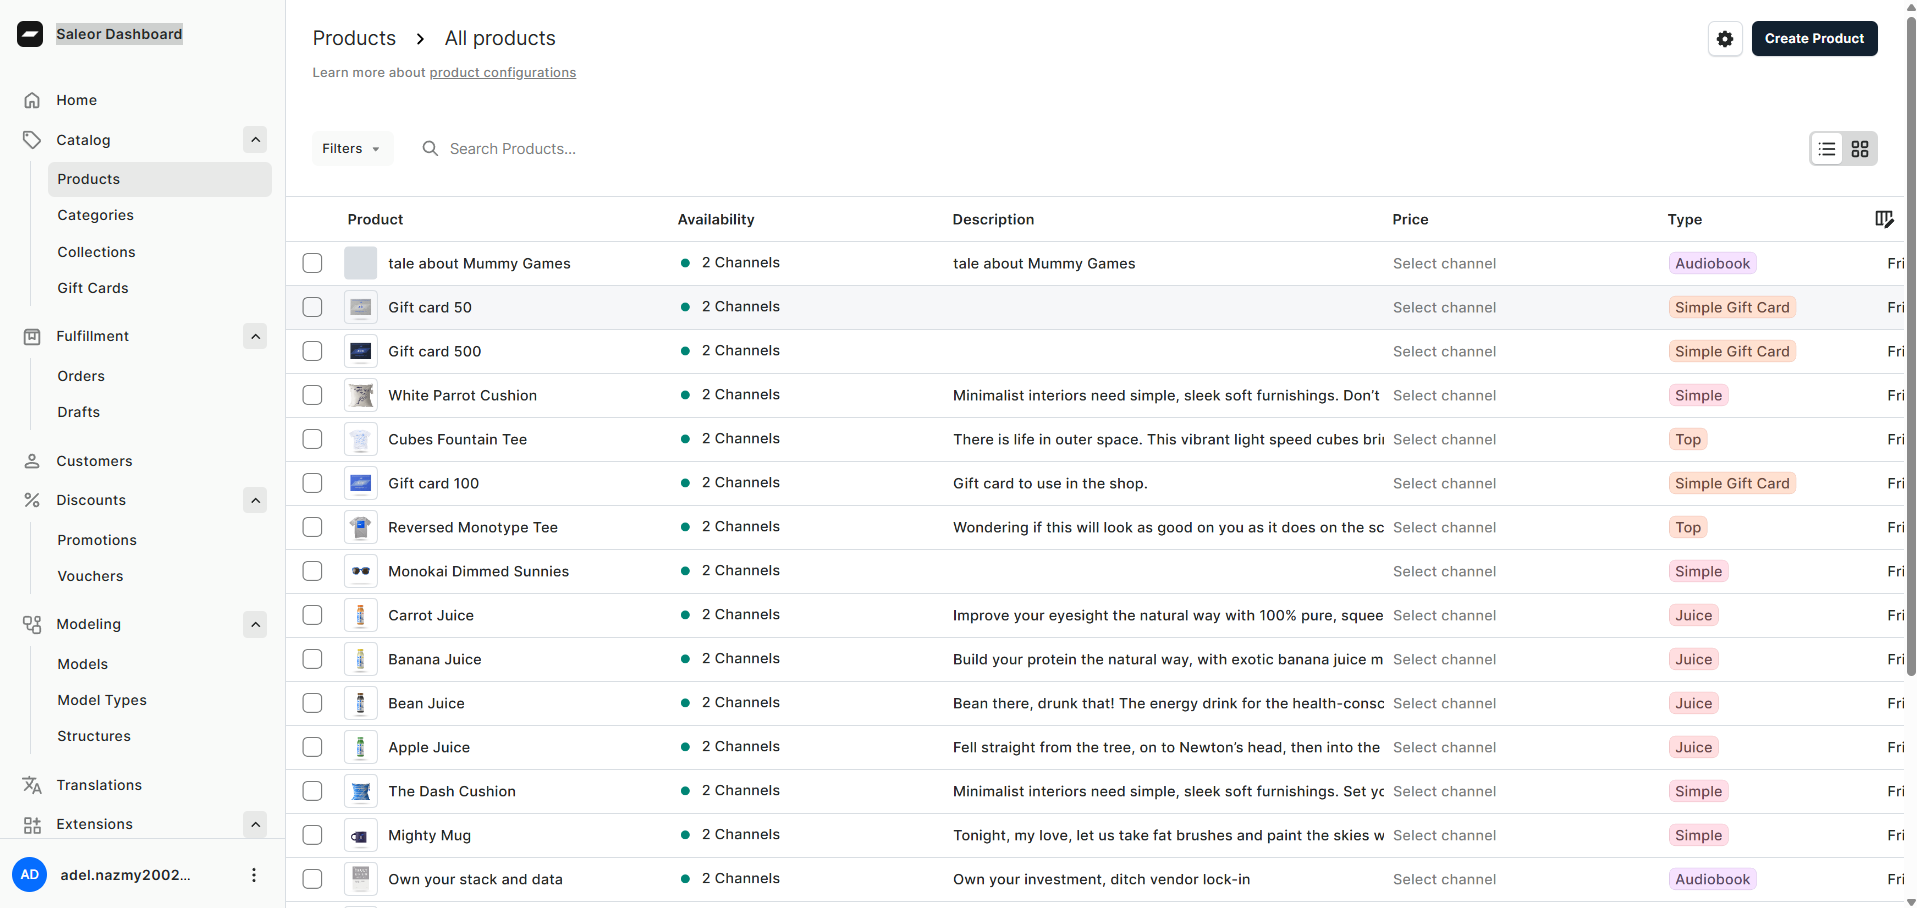 Saleor Dashboard
Home
Catalog
Products
Categories
Collections
Gift Cards
Fulfillment
Orders
Drafts
Customers
Discounts
Promotions
Vouchers
Modeling
Models
Model Types
Structures
Translations
Extensions
AD adel.nazmy2002...
Products All products
Create Product
Learn more about product configurations
Filters Search Products...
Product Availability Description Price Type
tale about Mummy Games 2 Channels tale about Mummy Games Select channel Audiobook Fri
Gift card 50 2 Channels Select channel Simple Gift Card Fri
Gift card 500 2 Channels Select channel Simple Gift Card Fri
White Parrot Cushion 2 Channels Minimalist interiors need simple, sleek soft furnishings. Don’t Select channel Simple Fri
Cubes Fountain Tee 2 Channels There is life in outer space. This vibrant light speed cubes brin Select channel Top Fri
Gift card 100 2 Channels Gift card to use in the shop. Select channel Simple Gift Card Fri
Reversed Monotype Tee 2 Channels Wondering if this will look as good on you as it does on the sc Select channel Top Fri
Monokai Dimmed Sunnies 2 Channels Select channel Simple Fri
Carrot Juice 2 Channels Improve your eyesight the natural way with 100% pure, squee Select channel Juice Fri
Banana Juice 2 Channels Build your protein the natural way, with exotic banana juice m Select channel Juice Fri
Bean Juice 2 Channels Bean there, drunk that! The energy drink for the health-consc Select channel Juice Fri
Apple Juice 2 Channels Fell straight from the tree, on to Newton’s head, then into the Select channel Juice Fri
The Dash Cushion 2 Channels Minimalist interiors need simple, sleek soft furnishings. Set yo Select channel Simple Fri
Mighty Mug 2 Channels Tonight, my love, let us take fat brushes and paint the skies w Select channel Simple Fri
Own your stack and data 2 Channels Own your investment, ditch vendor lock-in Select channel Audiobook Fri